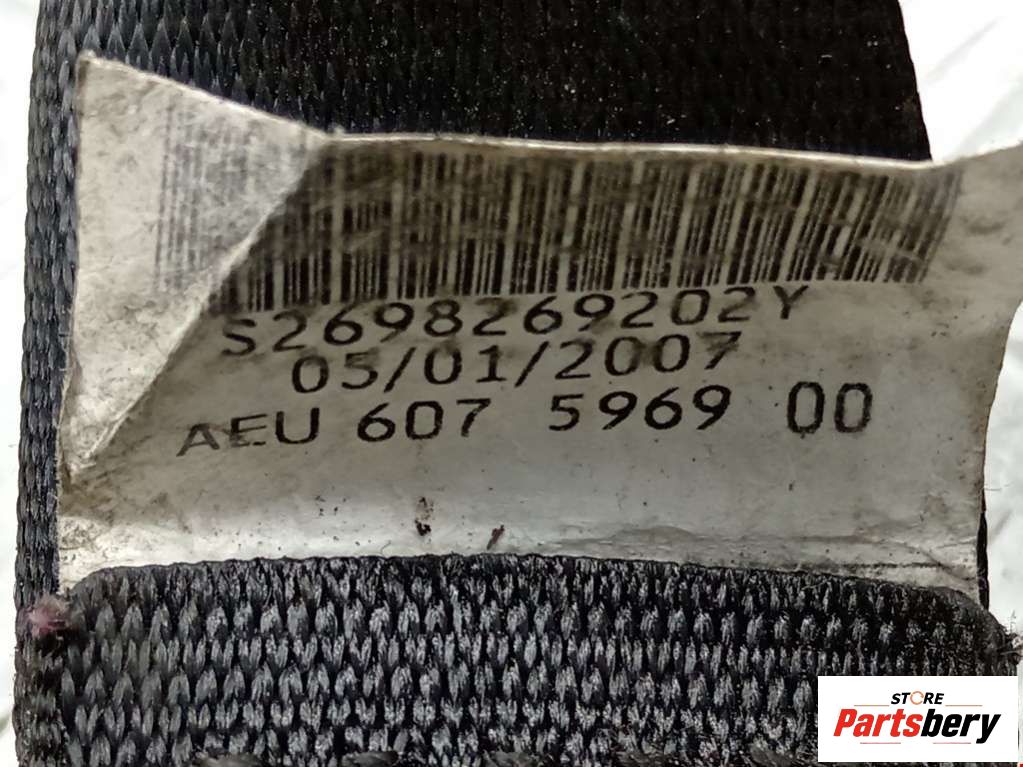 S2698269202Y
05/01/2007
AEU 607 5969 00
STORE
Partsbery